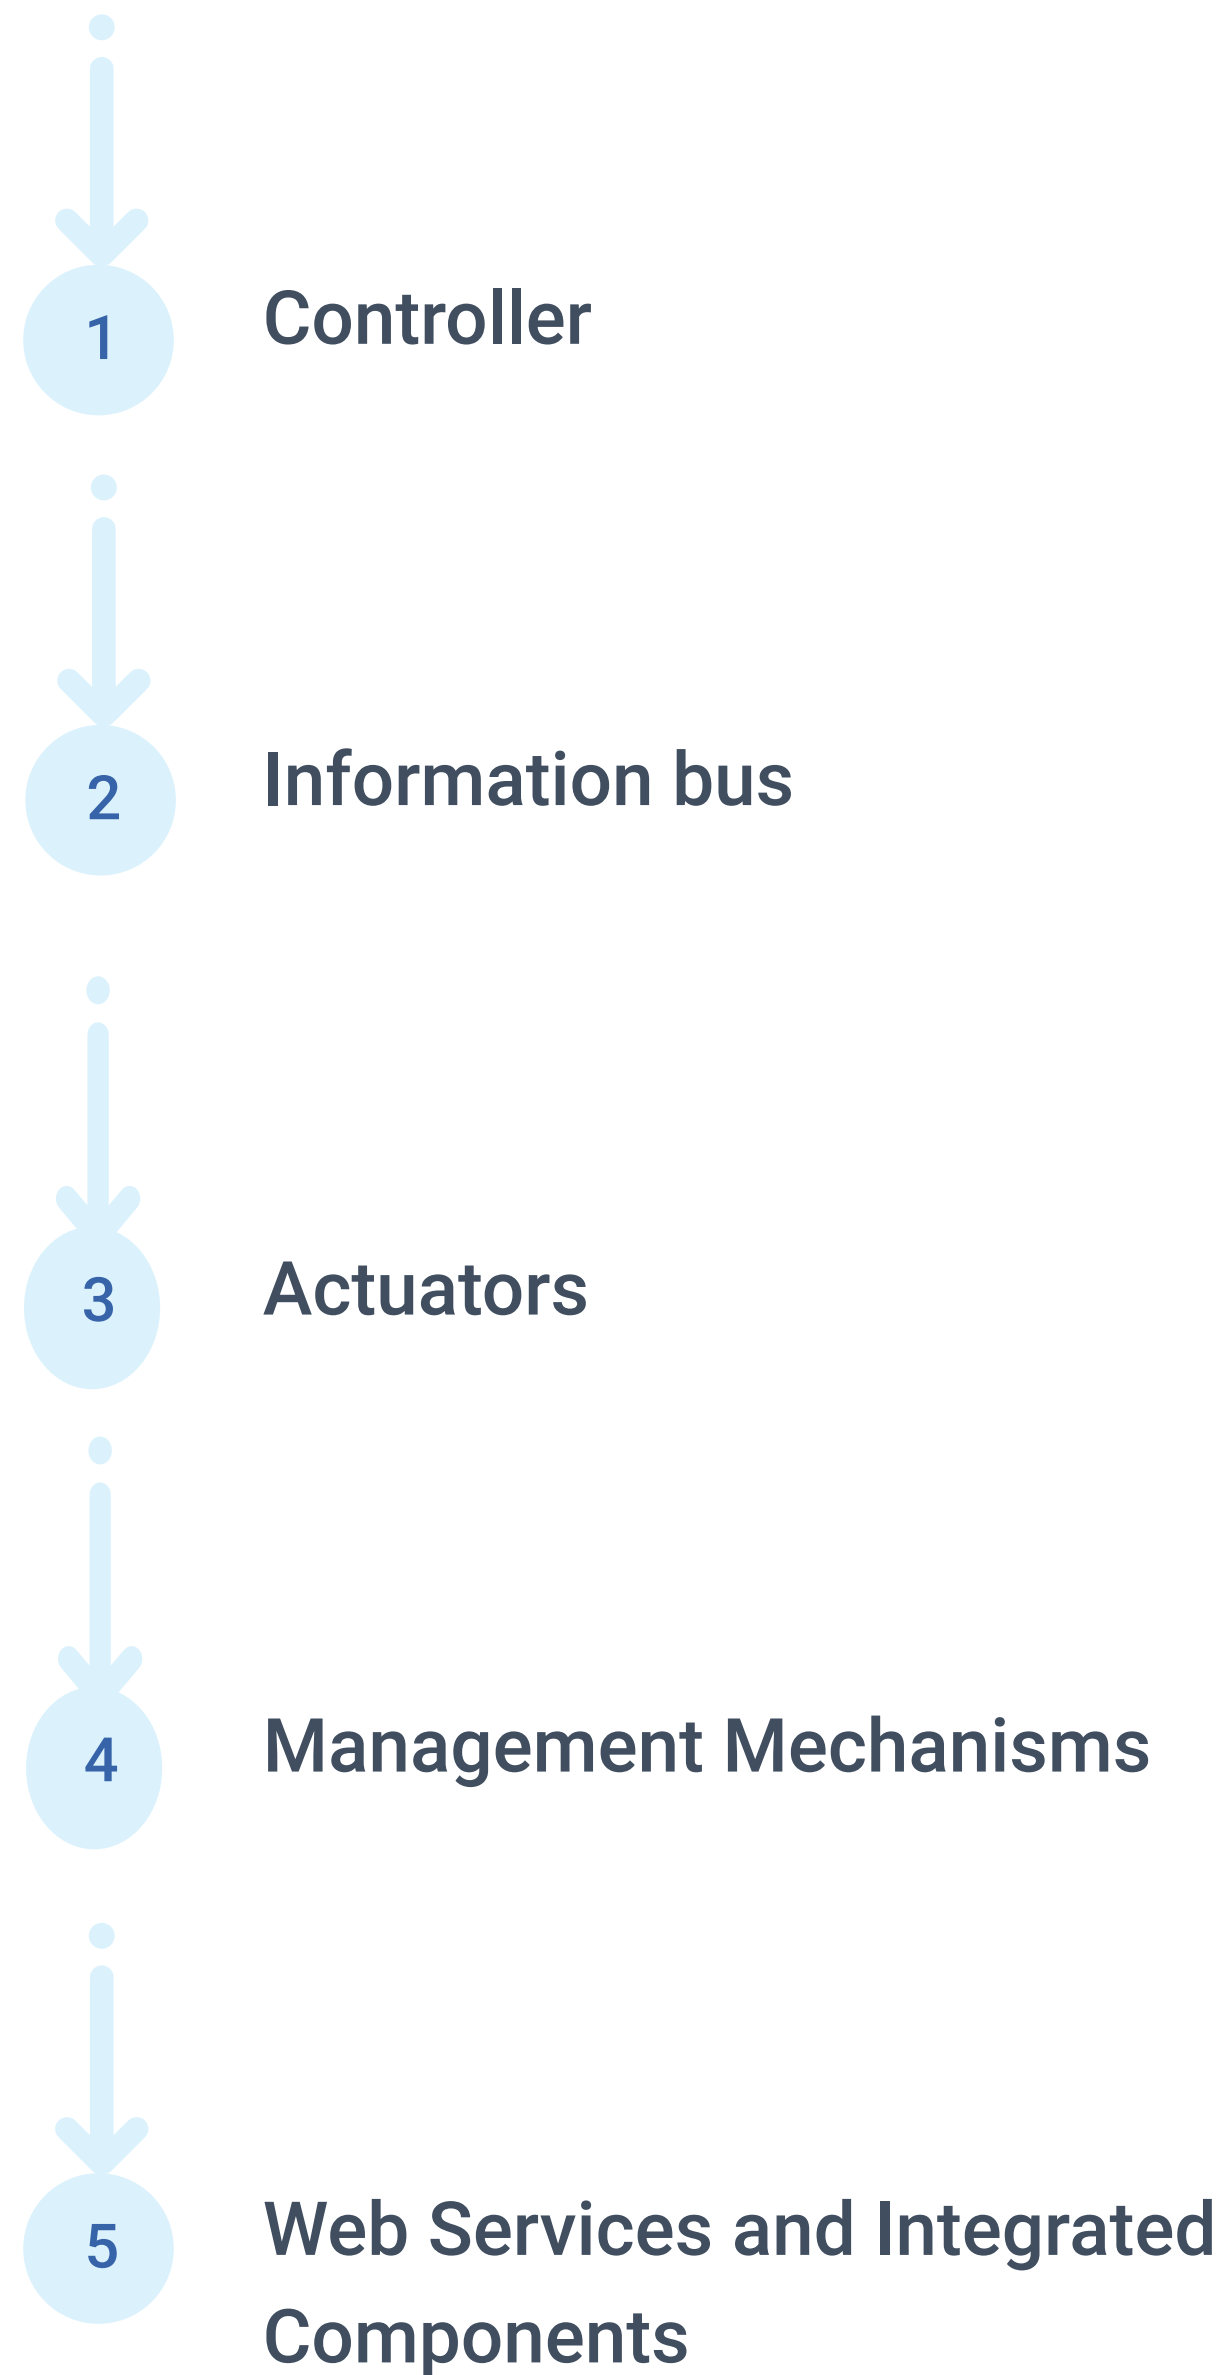 1
Controller
2
Information bus
3
Actuators
4
Management Mechanisms
5
Web Services and Integrated
Components